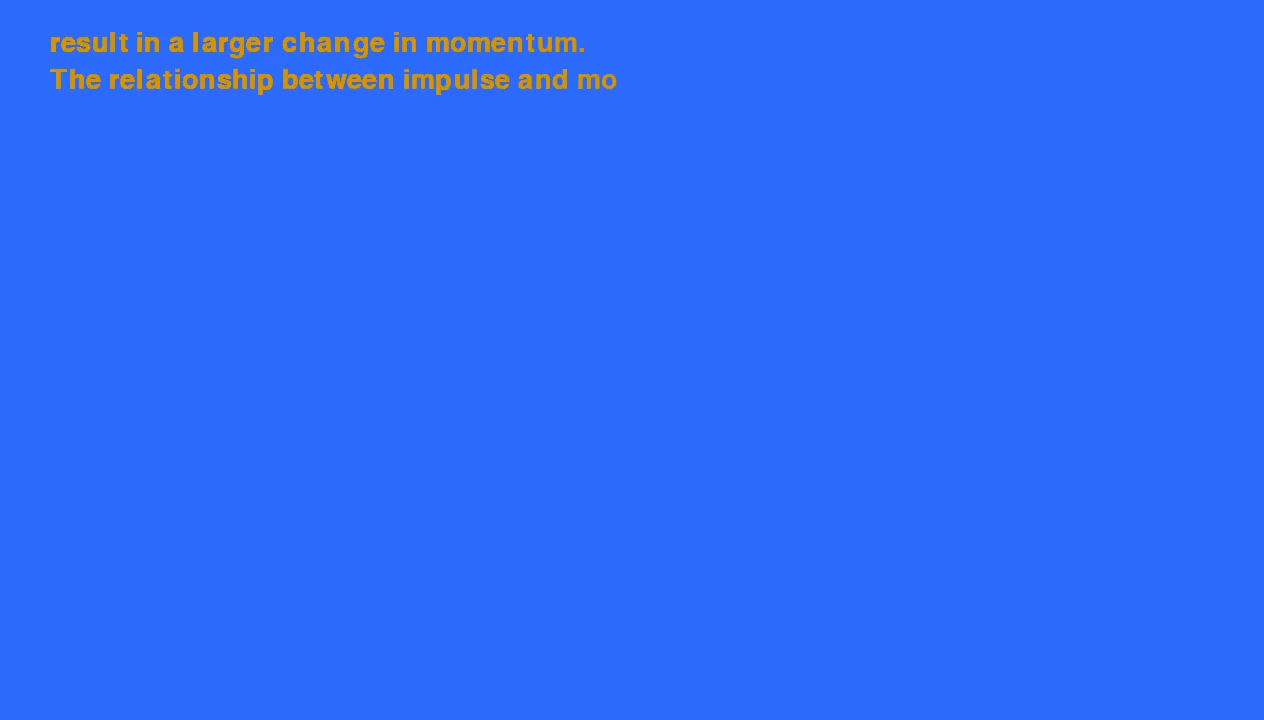 result in a larger change in momentum.
The relationship between impulse and mo